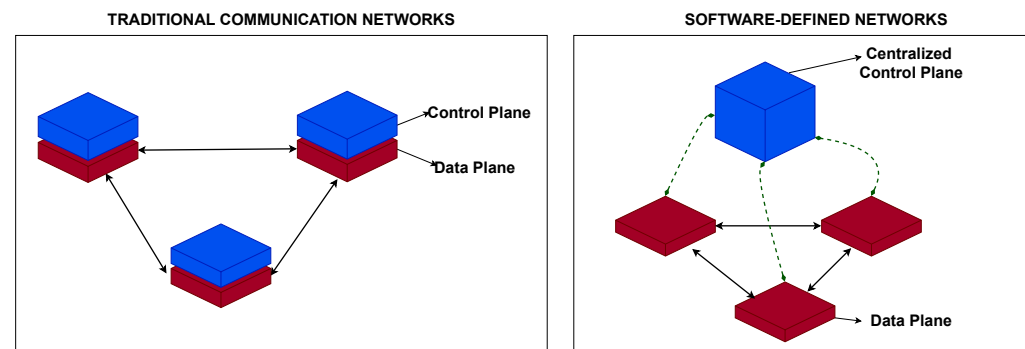 TRADITIONAL COMMUNICATION NETWORKS
Control Plane
Data Plane
SOFTWARE-DEFINED NETWORKS
Centralized
Control Plane
Data Plane